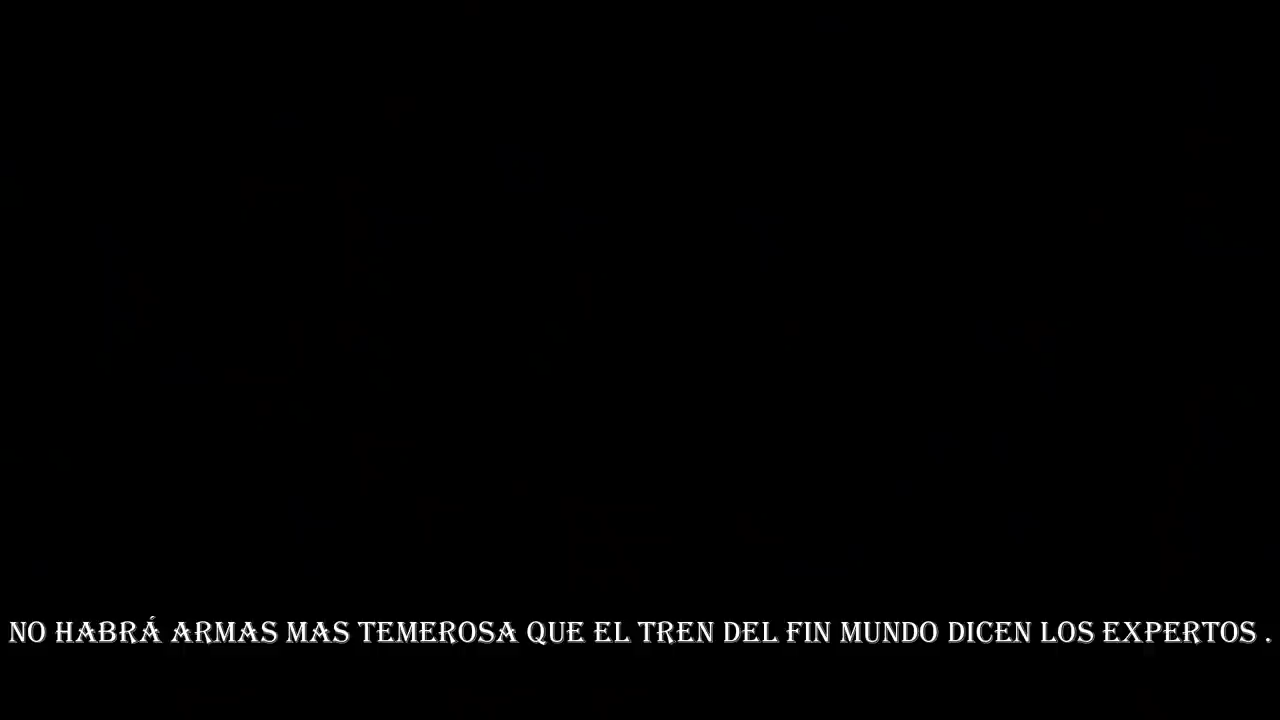 NO HABRÁ ARMAS MAS TEMEROSA QUE EL TREN DEL FIN MUNDO DICEN LOS EXPERTOS .